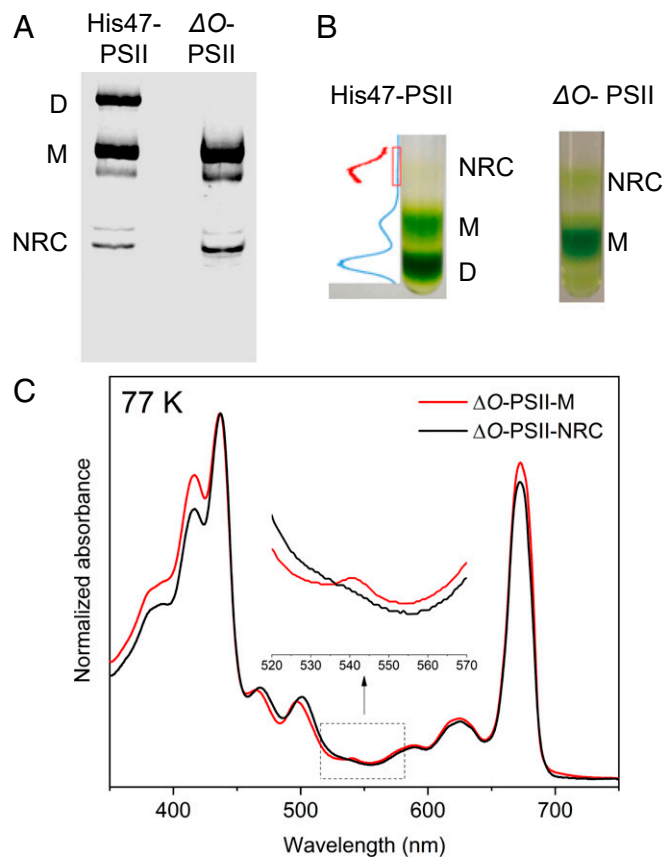 A
His47-
PSII
ΔO-
PSII
D
M
NRC
B
His47-PSII
ΔO- PSII
NRC
M
D
NRC
M
C
77 K
ΔO-PSII-M
ΔO-PSII-NRC
Normalized absorbance
520 530 540 550 560 570
400 500 600 700
Wavelength (nm)